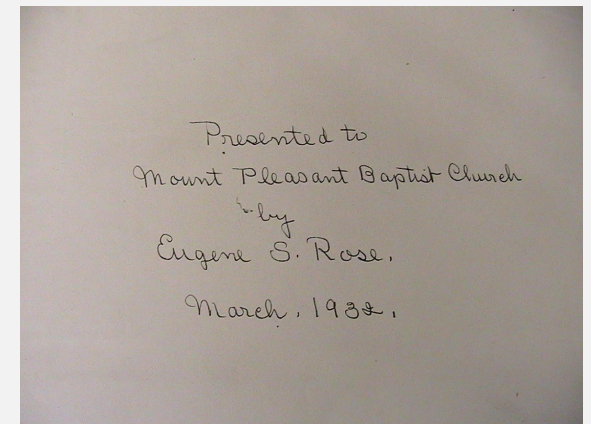 Presented to
Mount Pleasant Baptist Church
by
Eugene S. Rose.
March, 1932.